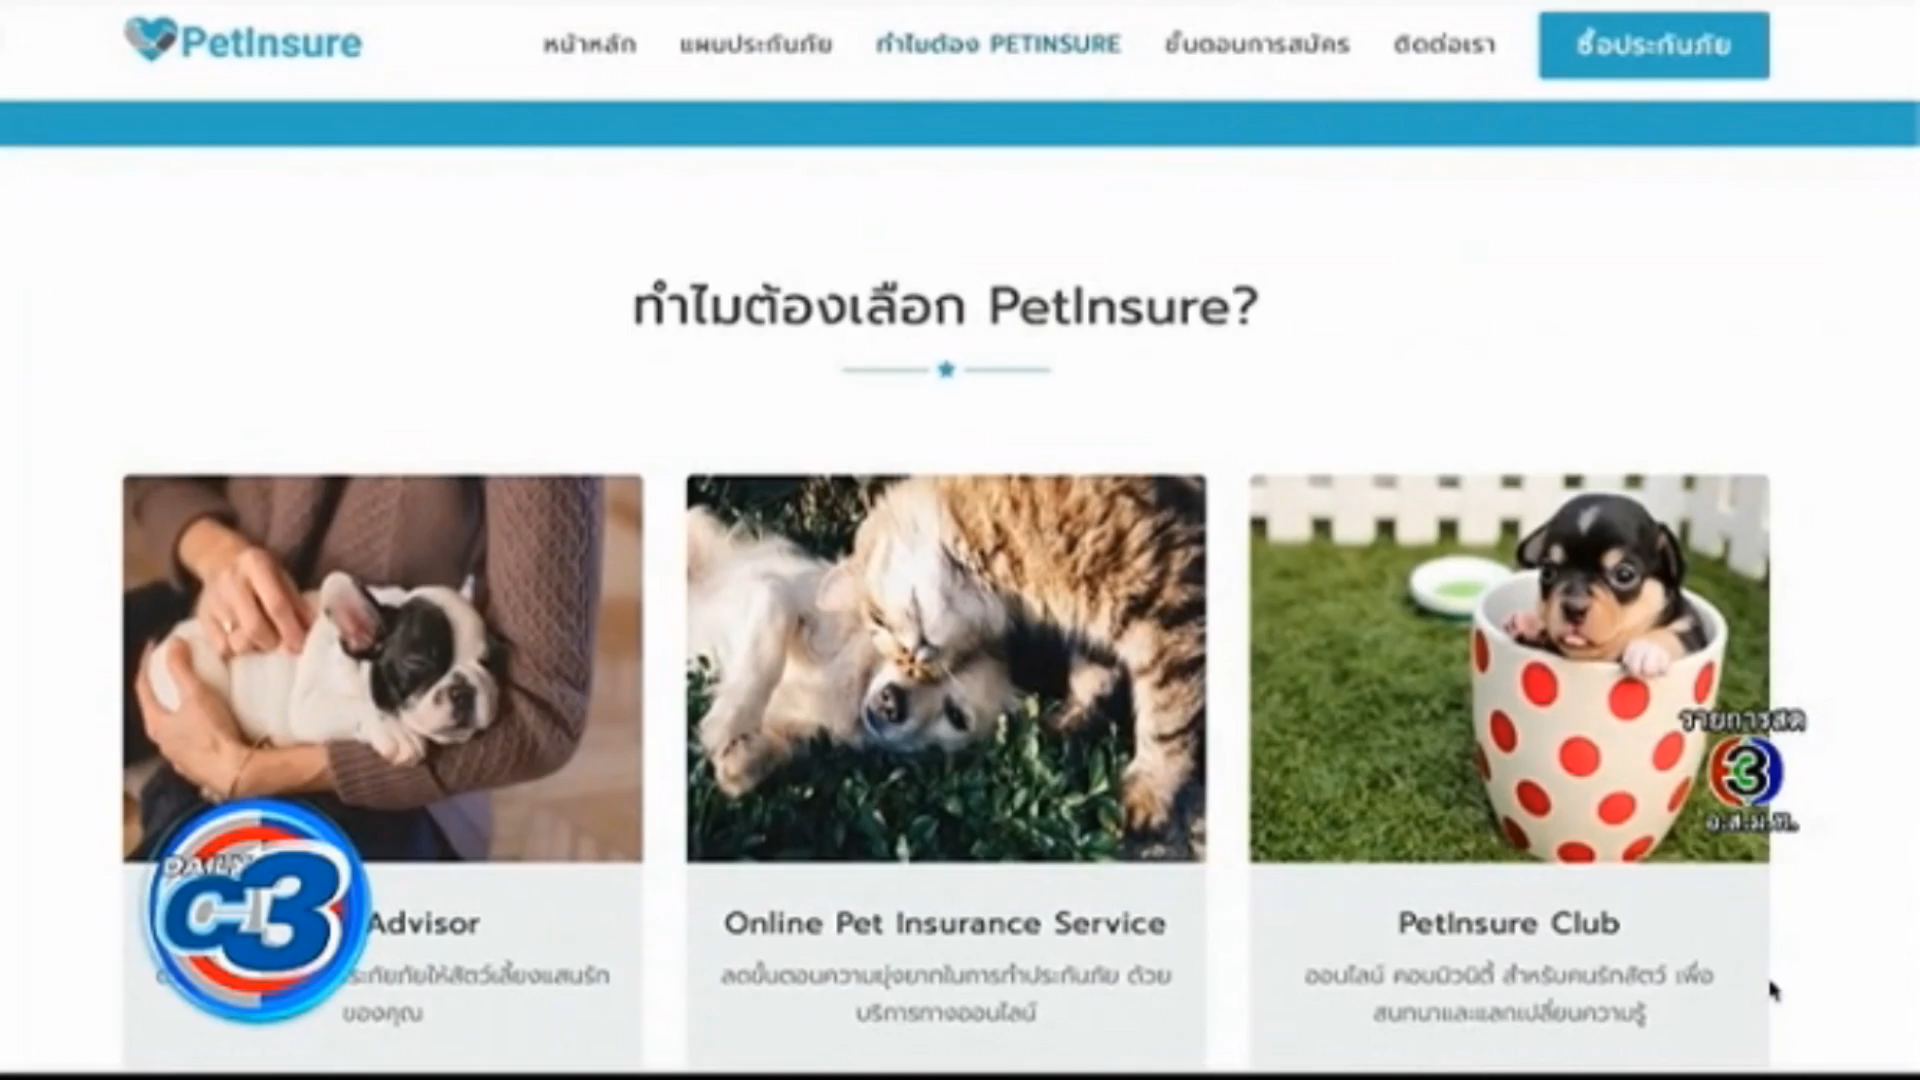 PetInsure
หน้าหลัก
แผนประกันภัย
ทำไมต้อง PETINSURE
ขั้นตอนการสมัคร
ติดต่อเรา
ซื้อประกันภัย
ทำไมต้องเลือก PetInsure?
Advisor
ระกันภัยให้สัตว์เลี้ยงแสนรัก
ของคุณ
Online Pet Insurance Service
ลดขั้นตอนความยุ่งยากในการทำประกันภัย ด้วย
บริการทางออนไลน์
PetInsure Club
ออนไลน์ คอมมิวนิตี้ สำหรับคนรักสัตว์ เพื่อ
สนทนาและแลกเปลี่ยนความรู้
รายการสด
3
อ.ส.ม.ท.
DAILY
CI3